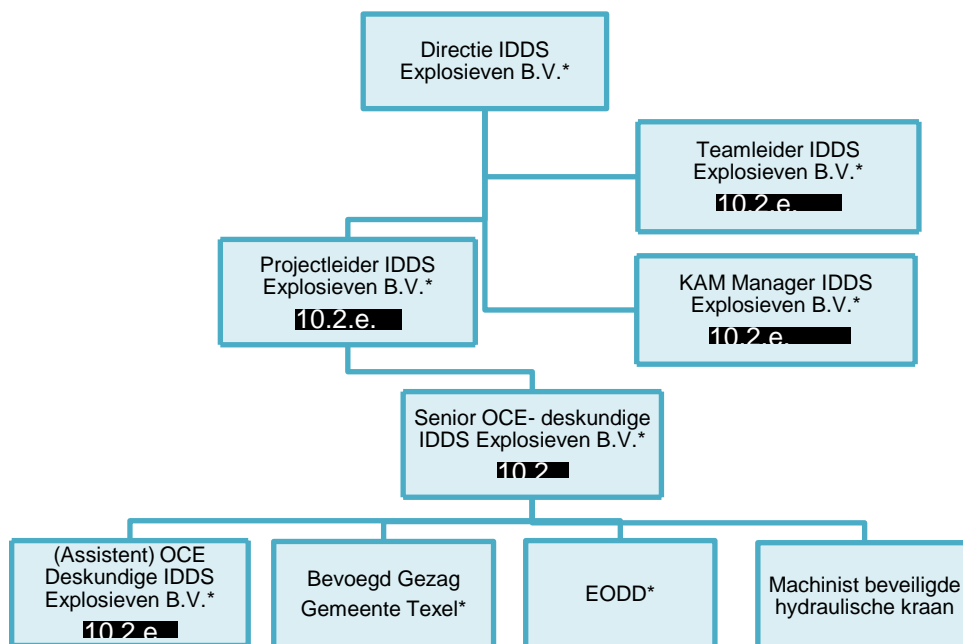 Directie IDDS
Explosieven B.V.*
Teamleider IDDS
Explosieven B.V.*
10.2.e.
Projectleider IDDS
Explosieven B.V.*
10.2.e.
KAM Manager IDDS
Explosieven B.V.*
10.2.e.
Senior OCE- deskundige
IDDS Explosieven B.V.*
10.2
(Assistent) OCE
Deskundige IDDS
Explosieven B.V.*
10.2.e
Bevoegd Gezag
Gemeente Texel*
EODD*
Machinist beveiligde
hydraulische kraan